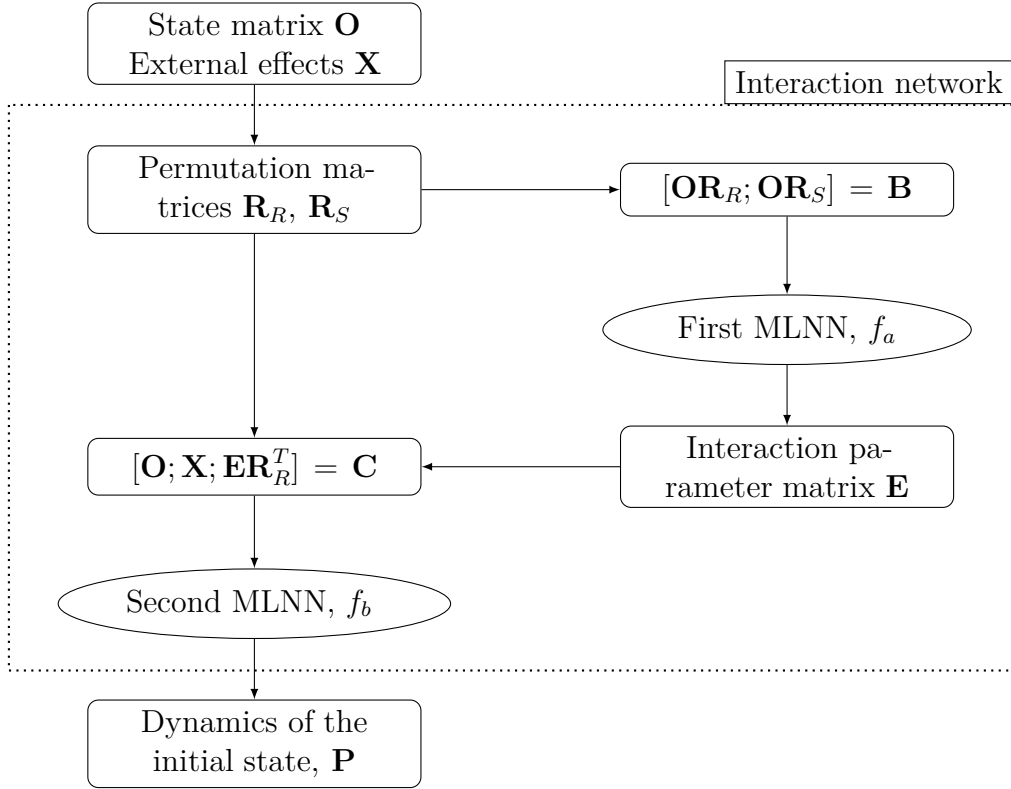 State matrix O
External effects X
Interaction network
Permutation ma-
trices R_R, R_S
[OR_R; OR_S] = B
First MLNN, f_a
Interaction pa-
rameter matrix E
[O; X; ER_R^T] = C
Second MLNN, f_b
Dynamics of the
initial state, P